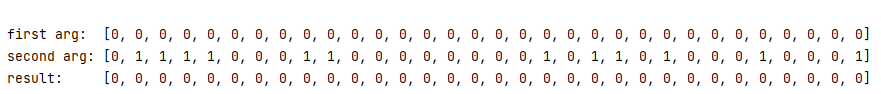 first arg: [0, 0, 0, 0, 0, 0, 0, 0, 0, 0, 0, 0, 0, 0, 0, 0, 0, 0, 0, 0, 0, 0, 0, 0, 0, 0, 0, 0, 0, 0, 0, 0]
second arg: [0, 1, 1, 1, 1, 0, 0, 0, 1, 1, 0, 0, 0, 0, 0, 0, 0, 0, 1, 0, 1, 1, 0, 1, 0, 0, 0, 1, 0, 0, 0, 1]
result: [0, 0, 0, 0, 0, 0, 0, 0, 0, 0, 0, 0, 0, 0, 0, 0, 0, 0, 0, 0, 0, 0, 0, 0, 0, 0, 0, 0, 0, 0, 0, 0]